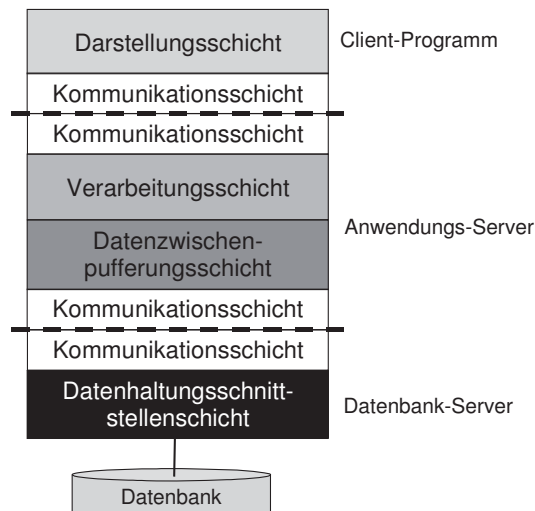 Darstellungsschicht
Client-Programm
Kommunikationsschicht
Kommunikationsschicht
Verarbeitungsschicht
Anwendungs-Server
Datenzwischen-
pufferungsschicht
Kommunikationsschicht
Kommunikationsschicht
Datenhaltungsschnitt-
stellenschicht
Datenbank-Server
Datenbank